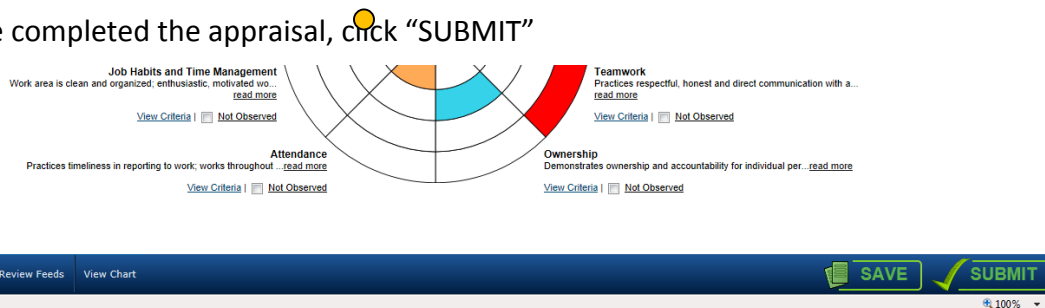 e completed the appraisal, click “SUBMIT”
Job Habits and Time Management
Work area is clean and organized; enthusiastic, motivated wo...
read more
View Criteria | Not Observed
Teamwork
Practices respectful, honest and direct communication with a...
read more
View Criteria | Not Observed
Attendance
Practices timeliness in reporting to work; works throughout ...read more
View Criteria | Not Observed
Ownership
Demonstrates ownership and accountability for individual per...read more
View Criteria | Not Observed
Review Feeds View Chart SAVE SUBMIT
100%